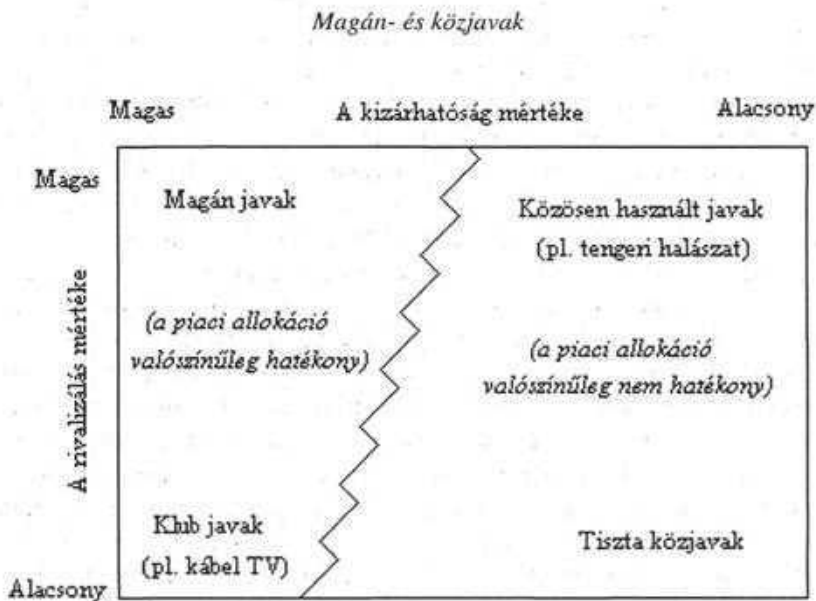 Magán- és közjavak
Magas A kizárhatóság mértéke Alacsony
Magas
Magán javak
Közösen használt javak
(pl. tengeri halászat)
A rivalizálás mértéke
(a piaci allokáció
valószínűleg hatékony)
(a piaci allokáció
valószínűleg nem hatékony)
Klub javak
(pl. kábel TV)
Tiszta közjavak
Alacsony